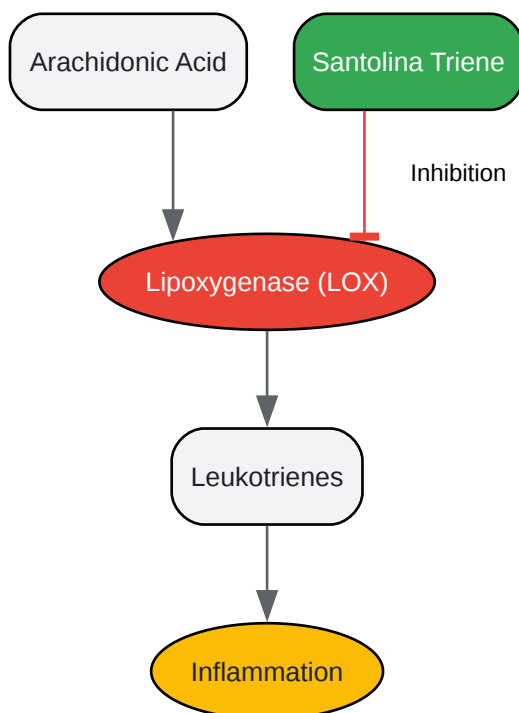 Arachidonic Acid
Santolina Triene
Inhibition
Lipoxygenase (LOX)
Leukotrienes
Inflammation